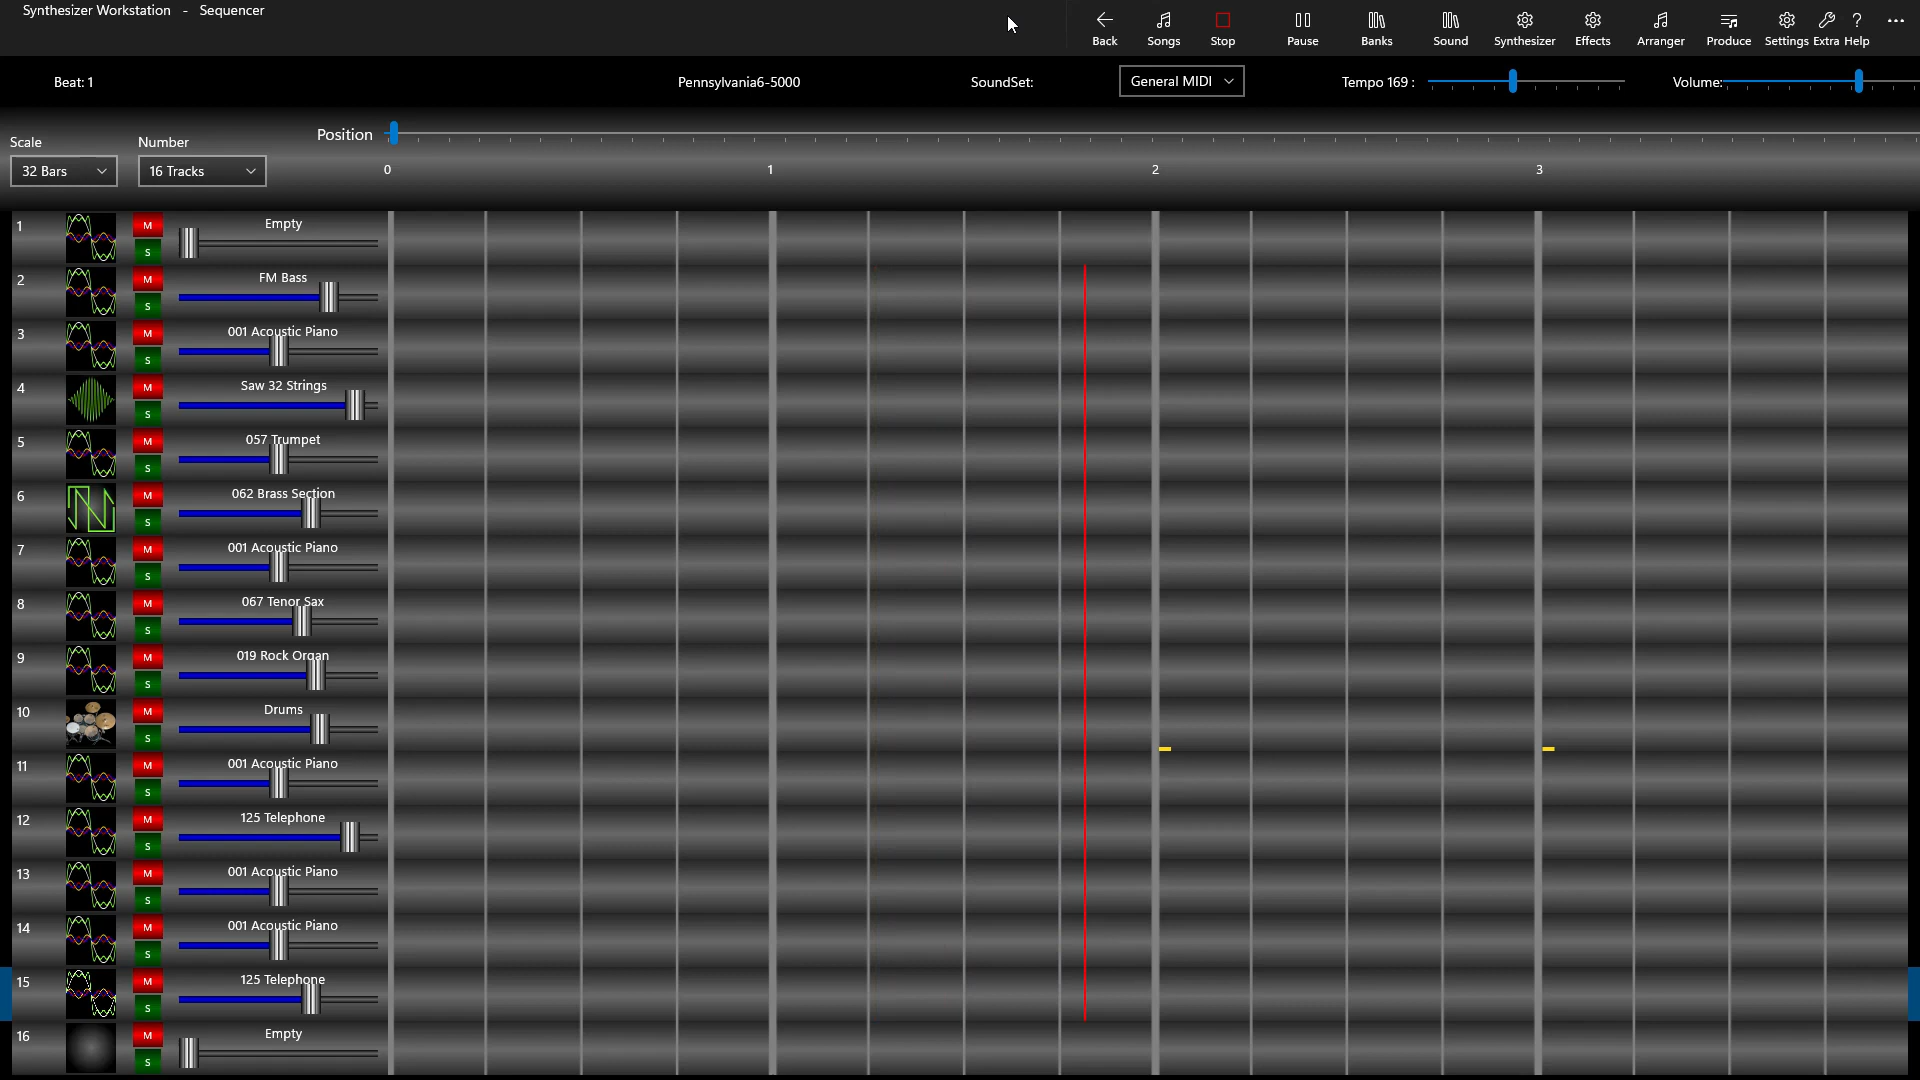 Synthesizer Workstation - Sequencer
Back Songs Stop Pause Banks Sound Synthesizer Effects Arranger Produce Settings Extra Help
Beat: 1 Pennsylvania6-5000 SoundSet: General MIDI Tempo 169 : Volume:
Position
Scale Number
32 Bars 16 Tracks
0 1 2 3
1 M S Empty
2 M S FM Bass
3 M S 001 Acoustic Piano
4 M S Saw 32 Strings
5 M S 057 Trumpet
6 M S 062 Brass Section
7 M S 001 Acoustic Piano
8 M S 067 Tenor Sax
9 M S 019 Rock Organ
10 M S Drums
11 M S 001 Acoustic Piano
12 M S 125 Telephone
13 M S 001 Acoustic Piano
14 M S 001 Acoustic Piano
15 M S 125 Telephone
16 M S Empty